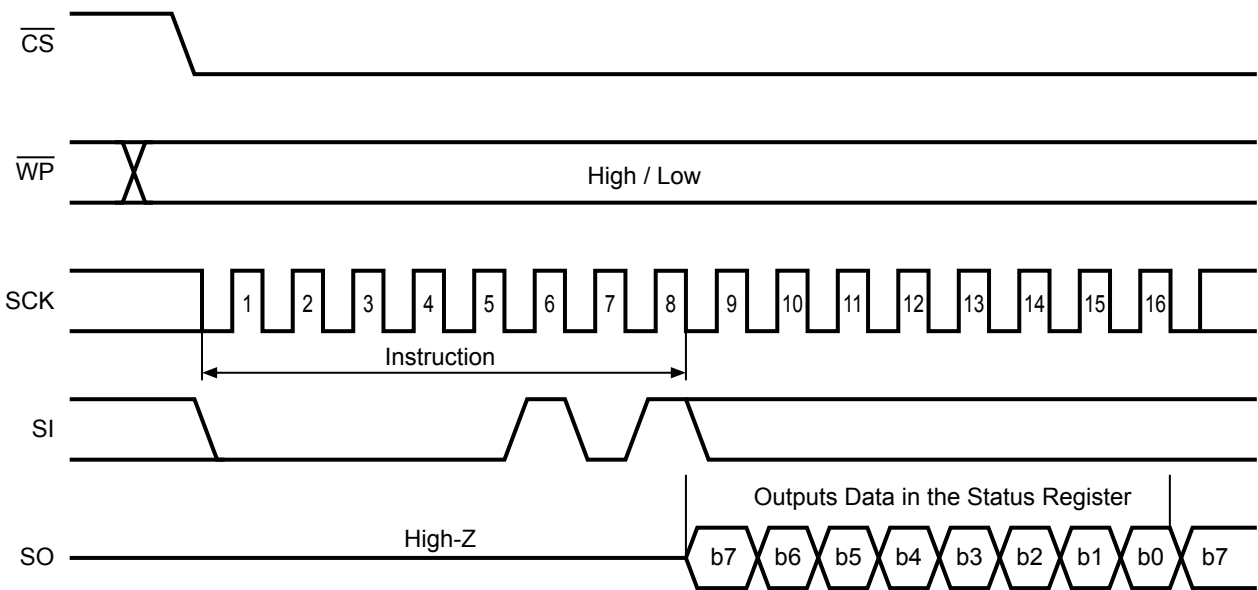 CS
WP
High / Low
SCK
1 2 3 4 5 6 7 8 9 10 11 12 13 14 15 16
Instruction
SI
Outputs Data in the Status Register
High-Z
SO
b7 b6 b5 b4 b3 b2 b1 b0 b7